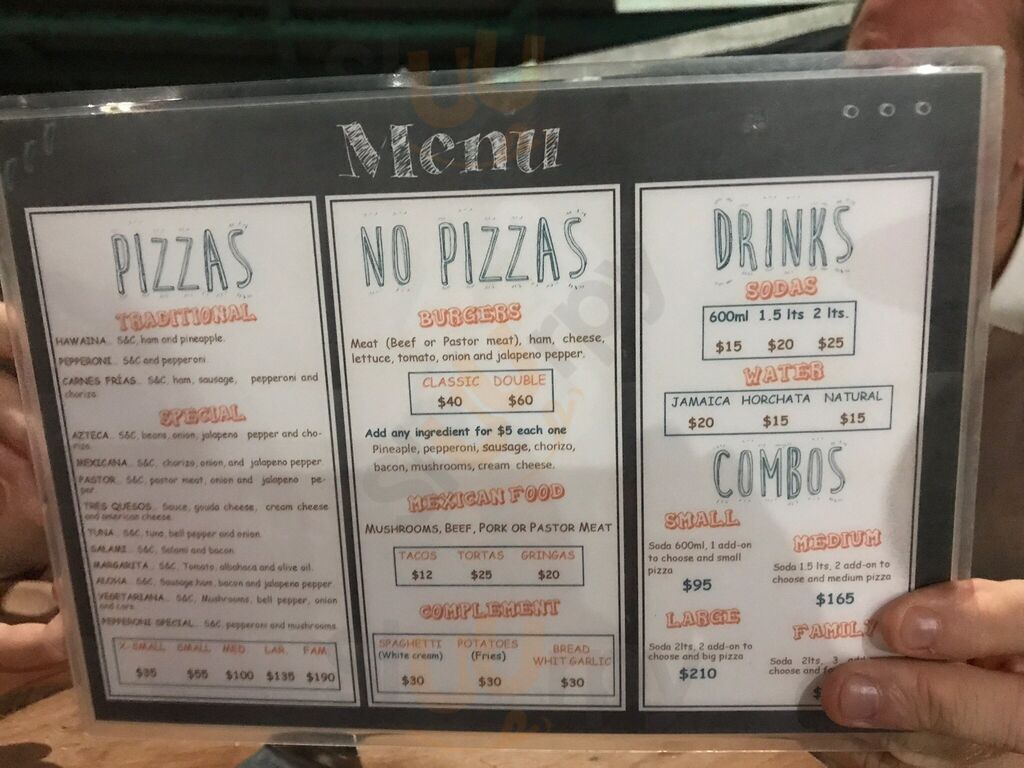 Menu
PIZZAS
TRADITIONAL
HAWAINA... S&C, ham and pineapple.
PEPPERONI... S&C and pepperoni.
CARNES FRÍAS... S&C, ham, sausage, pepperoni and
chorizo.
SPECIAL
AZTECA... S&C, beans, onion, jalapeno pepper and cho-
rizo.
MEXICANA... S&C, chorizo, onion, and jalapeno pepper.
PASTOR... S&C, pastor meat, onion and jalapeno pe-
per.
TRES QUESOS... Sauce, gouda cheese, cream cheese
and american cheese.
TUNA... S&C, tuna, bell pepper and onion.
SALAMI... S&C, Salami and bacon.
MARGARITA... S&C, Tomato, albahaca and olive oil.
ALOHA... S&C, Sausage ham, bacon and jalapeno pepper.
VEGETARIANA... S&C, Mushrooms, bell pepper, onion
and corn.
PEPPERONI SPECIAL... S&C, pepperoni and mushrooms.
X-SMALL SMALL MED. LAR. FAM
$35 $55 $100 $135 $190
NO PIZZAS
BURGERS
Meat (Beef or Pastor meat), ham, cheese,
lettuce, tomato, onion and jalapeno pepper.
CLASSIC DOUBLE
$40 $60
Add any ingredient for $5 each one
Pineaple, pepperoni, sausage, chorizo,
bacon, mushrooms, cream cheese.
MEXICAN FOOD
MUSHROOMS, BEEF, PORK OR PASTOR MEAT
TACOS TORTAS GRINGAS
$12 $25 $20
COMPLEMENT
SPAGHETTI POTATOES BREAD
(White cream) (Fries) WHIT GARLIC
$30 $30 $30
DRINKS
SODAS
600ml 1.5 lts 2 lts.
$15 $20 $25
WATER
JAMAICA HORCHATA NATURAL
$20 $15 $15
COMBOS
SMALL
Soda 600ml, 1 add-on
to choose and small
pizza
$95
MEDIUM
Soda 1.5 lts, 2 add-on to
choose and medium pizza
$165
LARGE
Soda 2lts, 2 add-on to
choose and big pizza
$210
FAMILY
Soda 2lts, 3 add
choose and
$